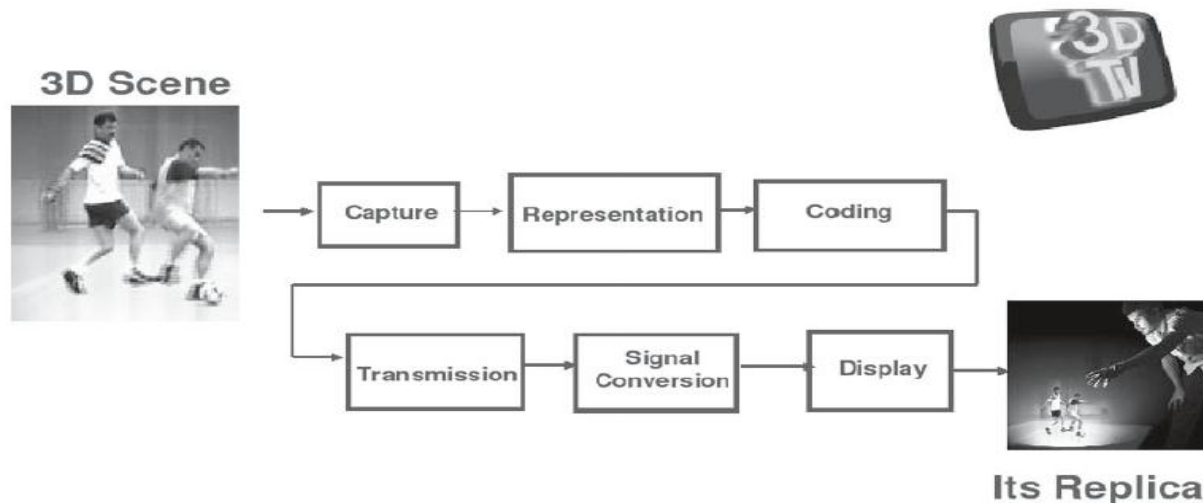 3D
TV
3D Scene
Capture
Representation
Coding
Transmission
Signal
Conversion
Display
Its Replica